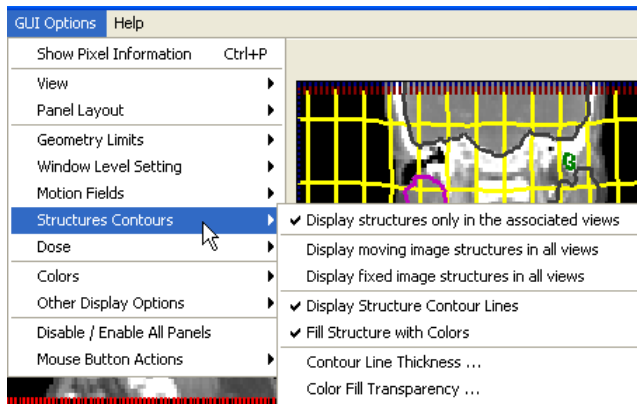 GUI Options Help
Show Pixel Information Ctrl+P
View
Panel Layout
Geometry Limits
Window Level Setting
Motion Fields
Structures Contours
Dose
Colors
Other Display Options
Disable / Enable All Panels
Mouse Button Actions
G
Display structures only in the associated views
Display moving image structures in all views
Display fixed image structures in all views
Display Structure Contour Lines
Fill Structure with Colors
Contour Line Thickness ...
Color Fill Transparency ...